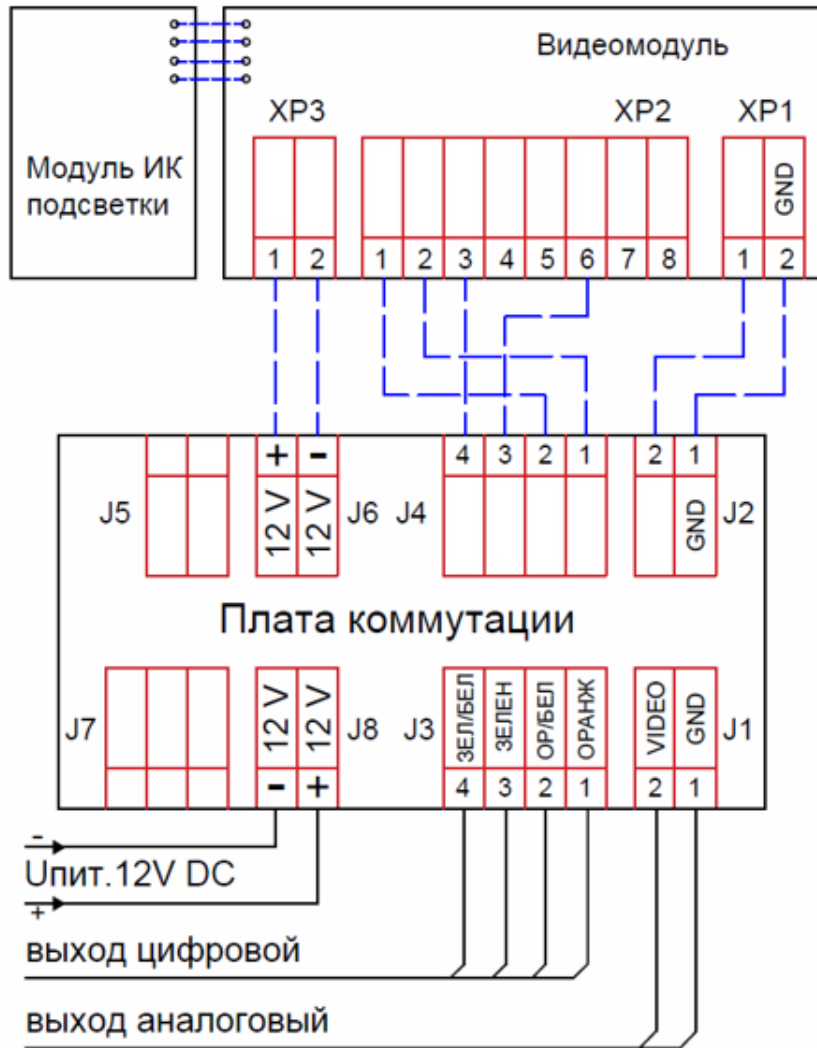 Видеомодуль
XP3 XP2 XP1
Модуль ИК
подсветки
GND
1 2 1 2 3 4 5 6 7 8 1 2
+ - 4 3 2 1 2 1
J5 12 V 12 V J6 J4 GND J2
Плата коммутации
J7 12 V 12 V J8 J3 ЗЕЛ/БЕЛ ЗЕЛЕН ОР/БЕЛ ОРАНЖ VIDEO GND J1
- + 4 3 2 1 2 1
-
Uпит.12V DC
+
выход цифровой
выход аналоговый